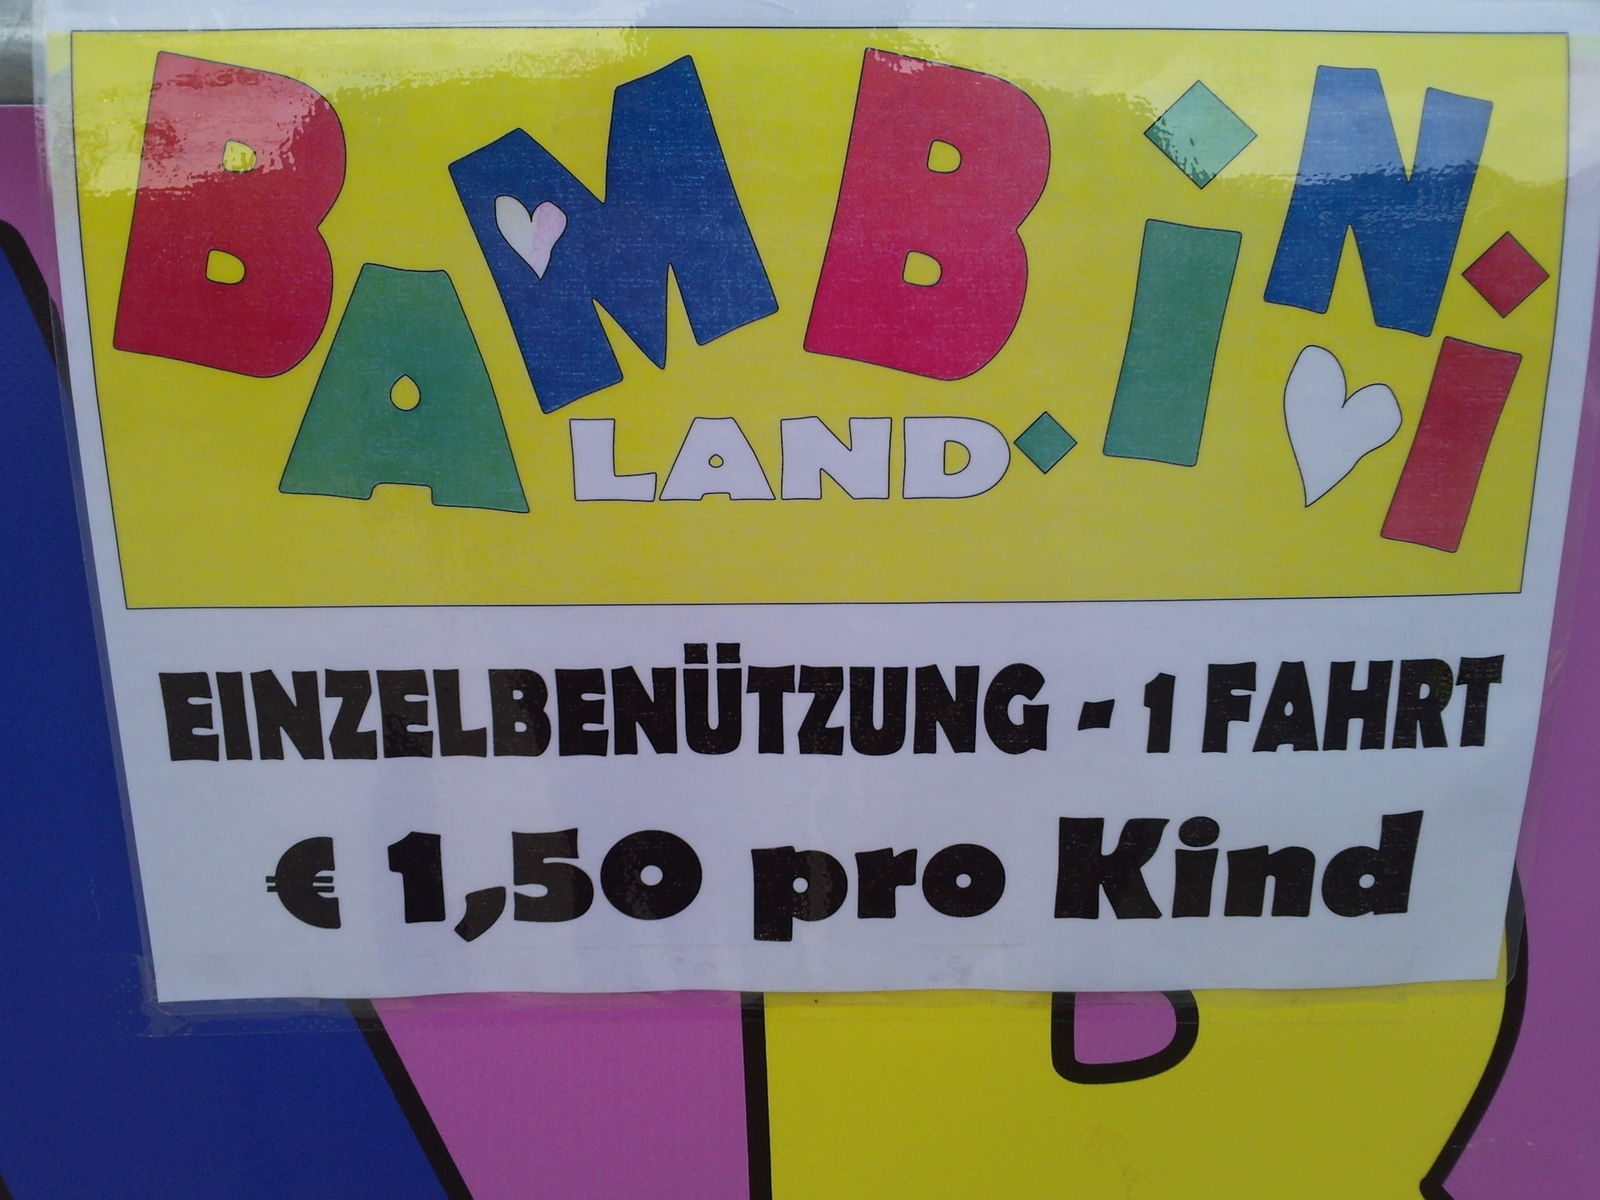 BAMBiNi
LAND
EINZELBENÜTZUNG - 1 FAHRT
€ 1,50 pro Kind